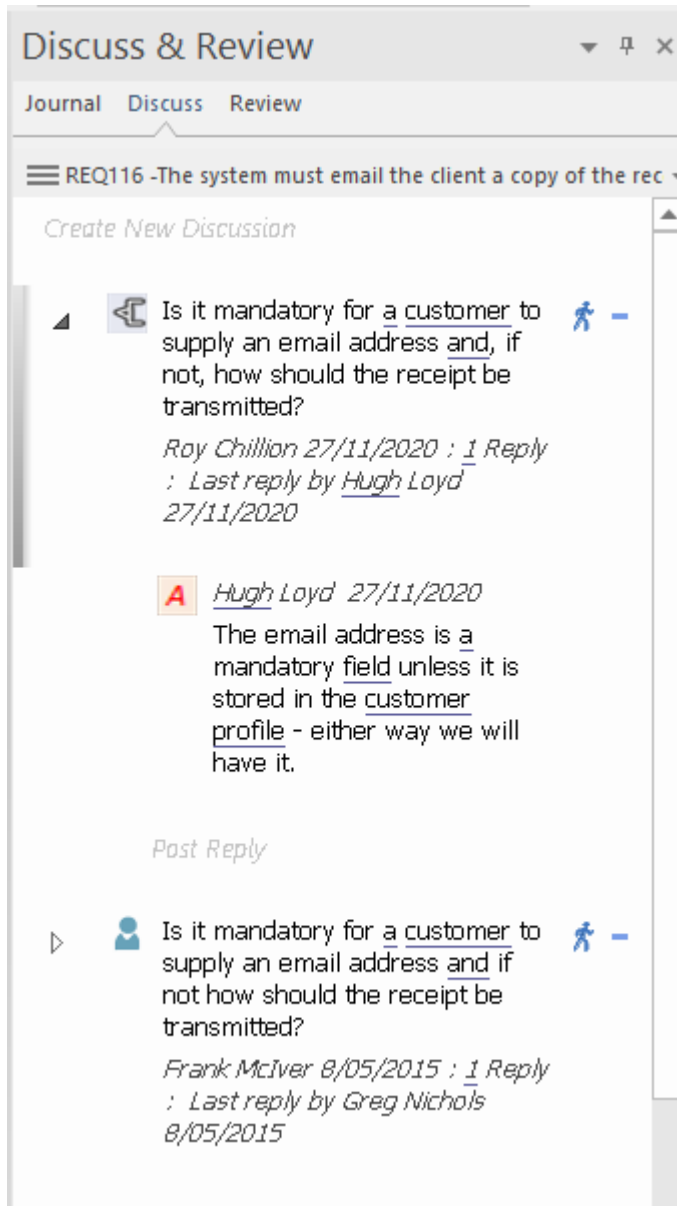 Discuss & Review
Journal Discuss Review
REQ116 -The system must email the client a copy of the rec
Create New Discussion
Is it mandatory for a customer to
supply an email address and, if
not, how should the receipt be
transmitted?
Roy Chillion 27/11/2020 : 1 Reply
: Last reply by Hugh Loyd
27/11/2020
A Hugh Loyd 27/11/2020
The email address is a
mandatory field unless it is
stored in the customer
profile - either way we will
have it.
Post Reply
Is it mandatory for a customer to
supply an email address and if
not how should the receipt be
transmitted?
Frank McIver 8/05/2015 : 1 Reply
: Last reply by Greg Nichols
8/05/2015